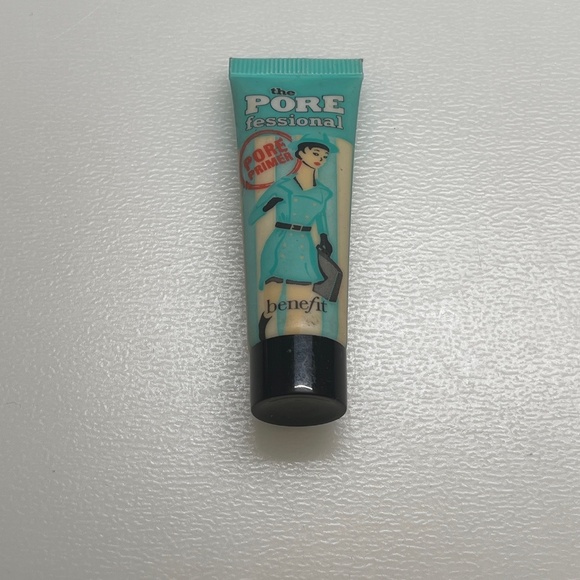 the
PORE
fessional
PORE
PRIMER
benefit